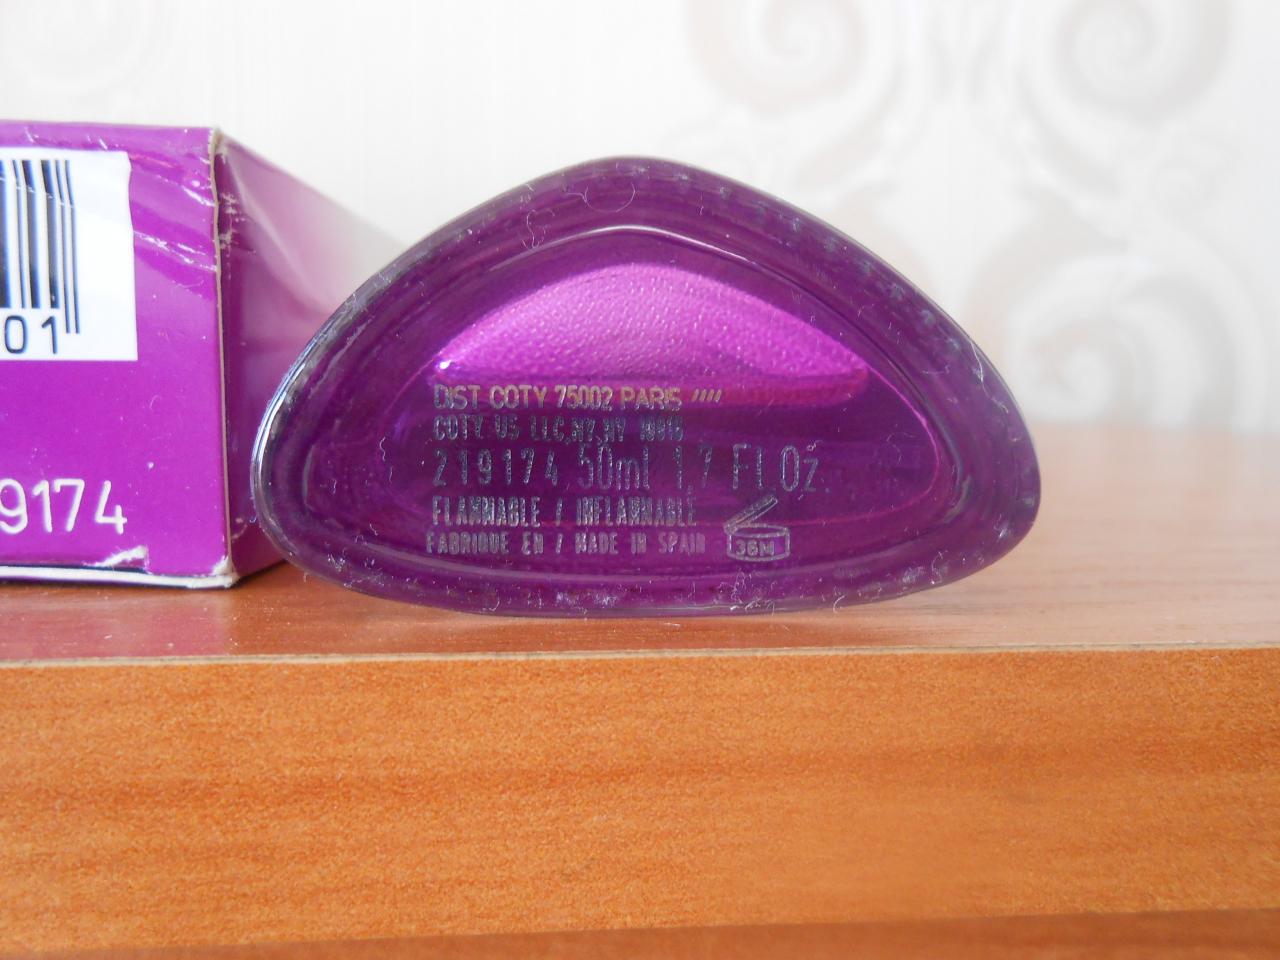 01
9174
DIST COTY 75002 PARIS ////
COTY US LLC,NY,NY
219174 50ml 1,7 Fl.Oz.
FLAMMABLE / INFLAMMABLE
FABRIQUE EN / MADE IN SPAIN
36M